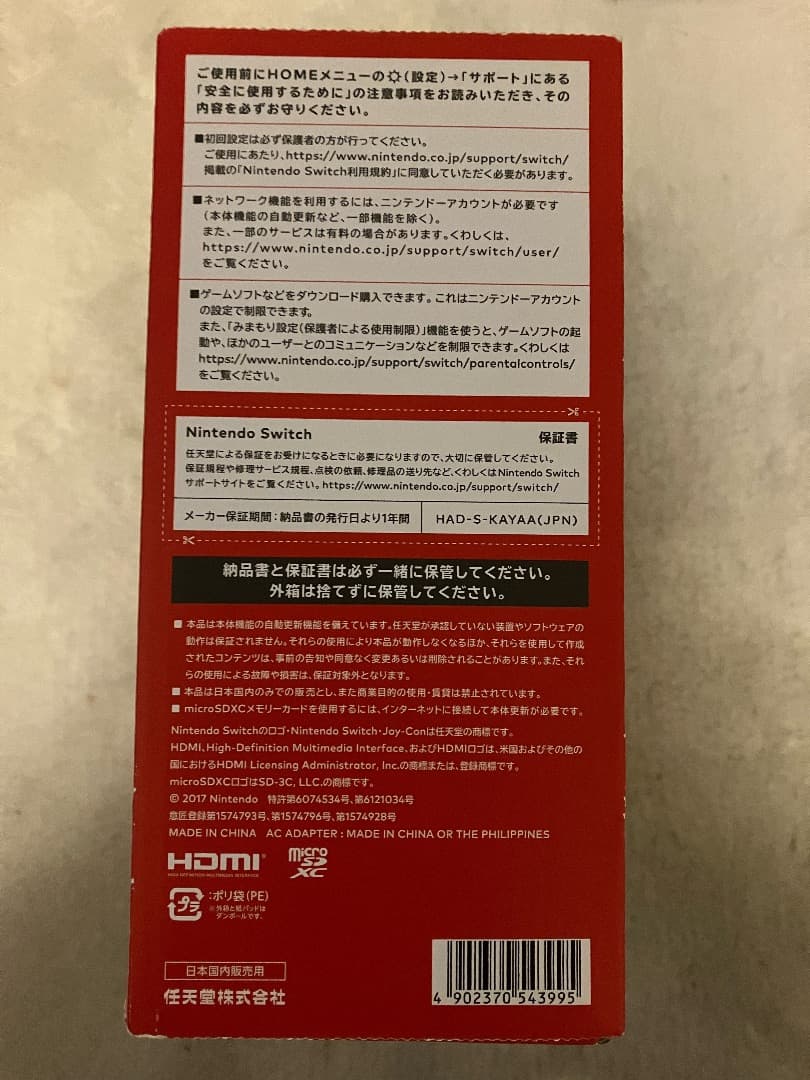 ご使用前にHOMEメニューの(設定)→「サポート」にある
「安全に使用するために」の注意事項をお読みいただき、その
内容を必ずお守りください。
■初回設定は必ず保護者の方が行ってください。
ご使用にあたり、https://www.nintendo.co.jp/support/switch/
掲載の「Nintendo Switch利用規約」に同意していただく必要があります。
■ネットワーク機能を利用するには、ニンテンドーアカウントが必要です
(本体機能の自動更新など、一部機能を除く)。
また、一部のサービスは有料の場合があります。くわしくは、
https://www.nintendo.co.jp/support/switch/user/
をご覧ください。
■ゲームソフトなどをダウンロード購入できます。これはニンテンドーアカウント
の設定で制限できます。
また、「みまもり設定(保護者による使用制限)」機能を使うと、ゲームソフトの起
動や、ほかのユーザーとのコミュニケーションなどを制限できます。くわしくは
https://www.nintendo.co.jp/support/switch/parentalcontrols/
をご覧ください。
Nintendo Switch 保証書
任天堂による保証をお受けになるときに必要になりますので、大切に保管してください。
保証規程や修理サービス規程、点検の依頼、修理品の送り先など、くわしくはNintendo Switch
サポートサイトをご覧ください。https://www.nintendo.co.jp/support/switch/
メーカー保証期間：納品書の発行日より1年間 HAD-S-KAYAA(JPN)
納品書と保証書は必ず一緒に保管してください。
外箱は捨てずに保管してください。
■ 本品は本体機能の自動更新機能を備えています。任天堂が承認していない装置やソフトウェアの
動作は保証されません。それらの使用により本品が動作しなくなるほか、それらを使用して作成
されたコンテンツは、事前の告知や同意なく変更あるいは削除されることがあります。また、それ
らの使用による故障や損害は、保証対象外となります。
■ 本品は日本国内のみでの販売とし、また商業目的の使用・賃貸は禁止されています。
■ microSDXCメモリーカードを使用するには、インターネットに接続して本体更新が必要です。
Nintendo Switchのロゴ・Nintendo Switch・Joy-Conは任天堂の商標です。
HDMI、High-Definition Multimedia Interface、およびHDMIロゴは、米国およびその他の
国におけるHDMI Licensing Administrator, Inc.の商標または、登録商標です。
microSDXCロゴはSD-3C, LLC.の商標です。
© 2017 Nintendo 特許第6074534号、第6121034号
意匠登録第1574793号、第1574796号、第1574928号
MADE IN CHINA AC ADAPTER : MADE IN CHINA OR THE PHILIPPINES
HDMI micro SD XC
HIGH-DEFINITION MULTIMEDIA INTERFACE
プラ :ポリ袋(PE)
※外箱と紙パッドは
ダンボールです。
日本国内販売用
任天堂株式会社
4 902370 543995